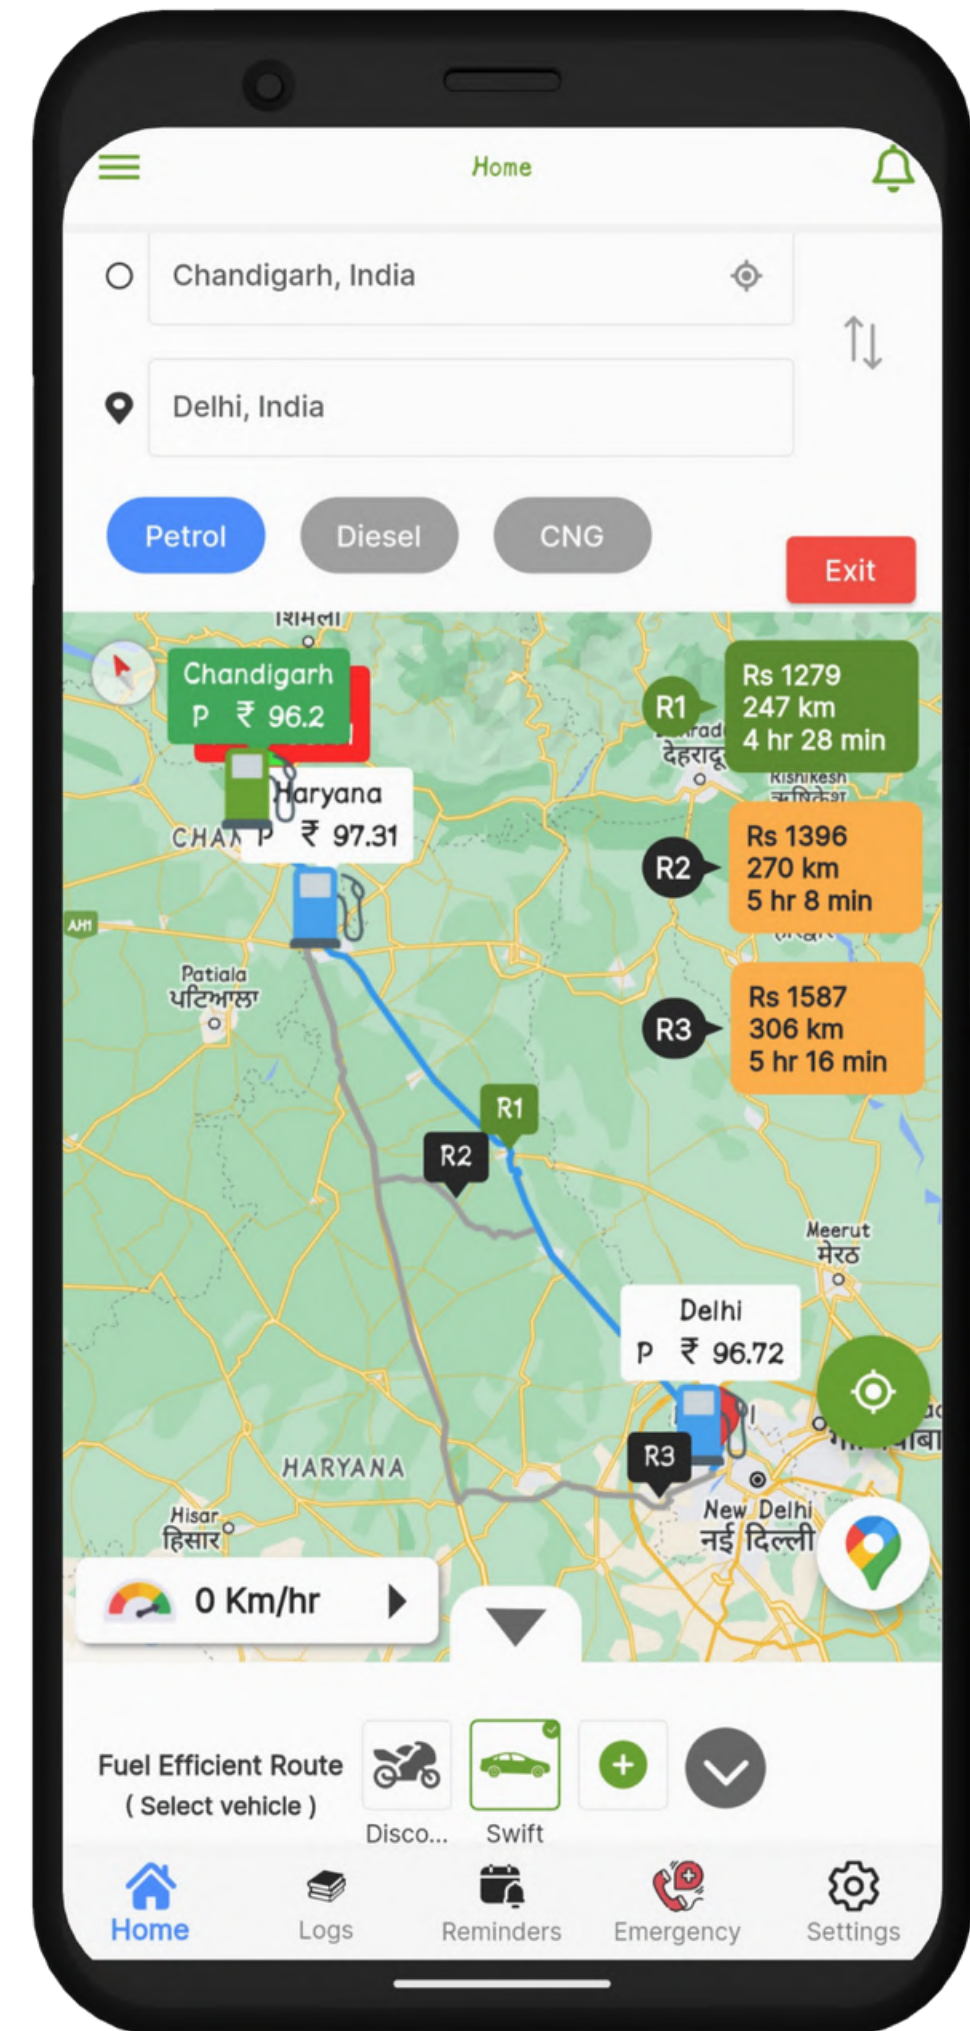 Home
Chandigarh, India
Delhi, India
Petrol
Diesel
CNG
Exit
शिमला
Chandigarh
P ₹ 96.2
Haryana
P ₹ 97.31
R1
Rs 1279
247 km
4 hr 28 min
Rishikesh
R2
Rs 1396
270 km
5 hr 8 min
AH1
Patiala
ਪਟਿਆਲਾ
R3
Rs 1587
306 km
5 hr 16 min
R1
R2
Meerut
मेरठ
Delhi
P ₹ 96.72
R3
HARYANA
Hisar
हिसार
New Delhi
नई दिल्ली
0 Km/hr
Fuel Efficient Route
( Select vehicle )
Disco...
Swift
Home
Logs
Reminders
Emergency
Settings